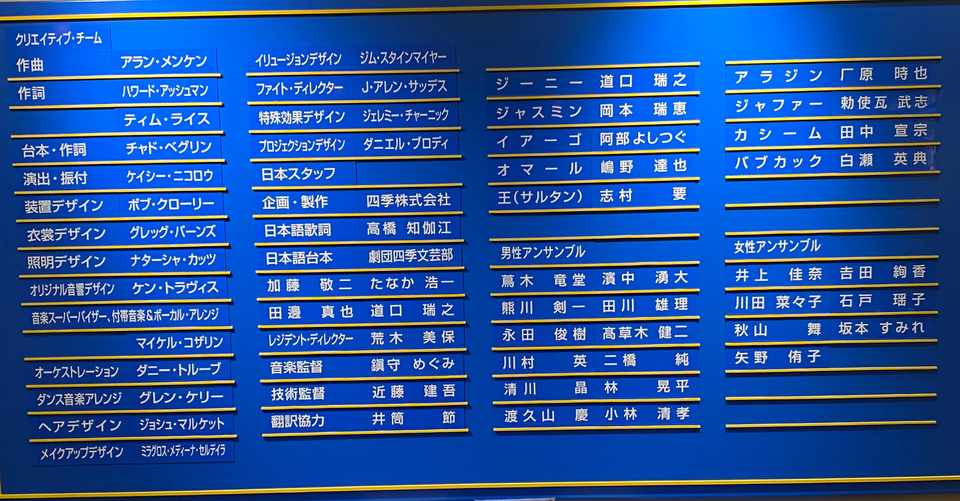 クリエイティブ・チーム
作曲 アラン・メンケン
作詞 ハワード・アッシュマン
ティム・ライス
台本・作詞 チャド・ベグリン
演出・振付 ケイシー・ニコロウ
装置デザイン ボブ・クローリー
衣裳デザイン グレッグ・バーンズ
照明デザイン ナターシャ・カッツ
オリジナル音響デザイン ケン・トラヴィス
音楽スーパーバイザー、付帯音楽&ボーカル・アレンジ
マイケル・コザリン
オーケストレーション ダニー・トルーブ
ダンス音楽アレンジ グレン・ケリー
ヘアデザイン ジョシュ・マルケット
メイクアップデザイン ミラグロス・メディーナ・セルデイラ
イリュージョンデザイン ジム・スタインマイヤー
ファイト・ディレクター J・アレン・サッデス
特殊効果デザイン ジェレミー・チャーニック
プロジェクションデザイン ダニエル・ブロディ
日本スタッフ
企画・製作 四季株式会社
日本語歌詞 高橋 知伽江
日本語台本 劇団四季文芸部
加藤 敬二 たなか 浩一
田邊 真也 道口 瑞之
レジデント・ディレクター 荒木 美保
音楽監督 鎮守 めぐみ
技術監督 近藤 建吾
翻訳協力 井筒 節
ジーニー 道口 瑞之
ジャスミン 岡本 瑞恵
イアーゴ 阿部よしつぐ
オマール 嶋野 達也
王(サルタン) 志村 要
男性アンサンブル
蔦木 竜堂 濱中 湧大
熊川 剣一 田川 雄理
永田 俊樹 髙草木 健二
川村 英 二橋 純
清川 晶 林 晃平
渡久山 慶 小林 清孝
アラジン 厂原 時也
ジャファー 勅使瓦 武志
カシーム 田中 宣宗
バブカック 白瀬 英典
女性アンサンブル
井上 佳奈 吉田 絢香
川田 菜々子 石戸 瑶子
秋山 舞 坂本 すみれ
矢野 侑子